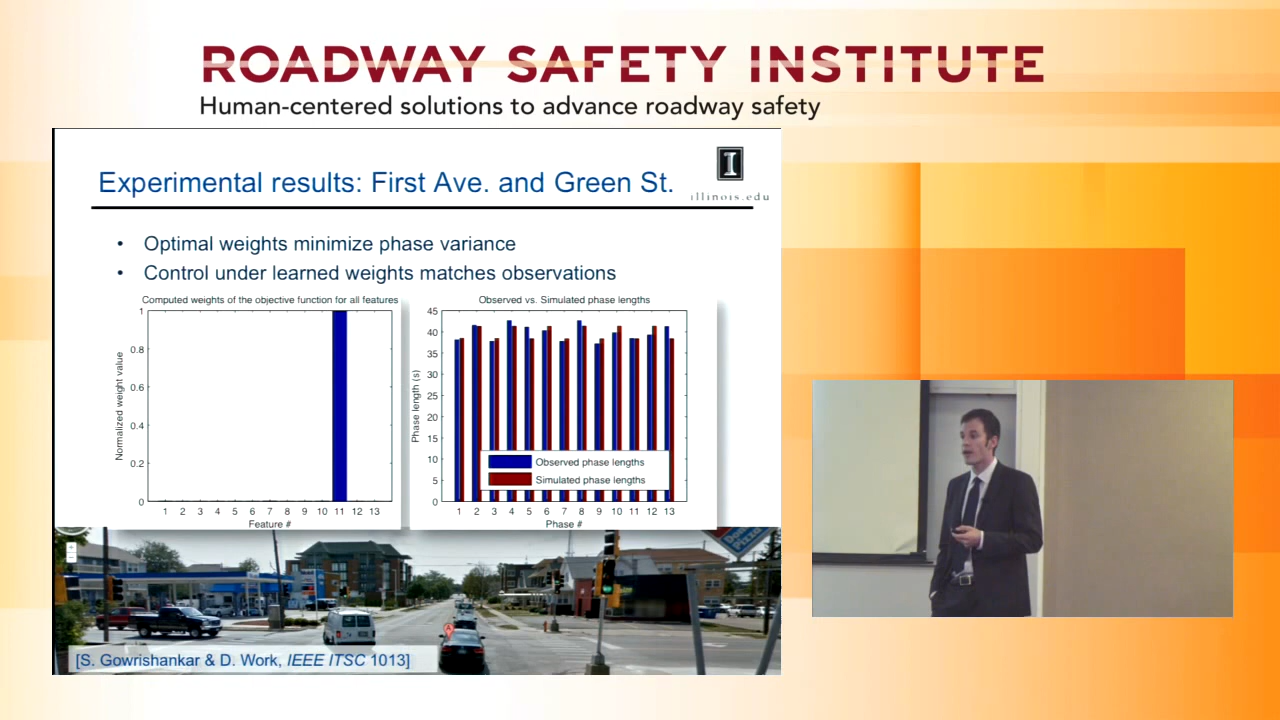 ROADWAY SAFETY INSTITUTE
Human-centered solutions to advance roadway safety
Experimental results: First Ave. and Green St.
I
illinois.edu
• Optimal weights minimize phase variance
• Control under learned weights matches observations
Computed weights of the objective function for all features
Normalized weight value
1
0.8
0.6
0.4
0.2
0
1 2 3 4 5 6 7 8 9 10 11 12 13
Feature #
Observed vs. Simulated phase lengths
Phase length (s)
45
40
35
30
25
20
15
10
5
0
Observed phase lengths
Simulated phase lengths
1 2 3 4 5 6 7 8 9 10 11 12 13
Phase #
A
[S. Gowrishankar & D. Work, IEEE ITSC 1013]